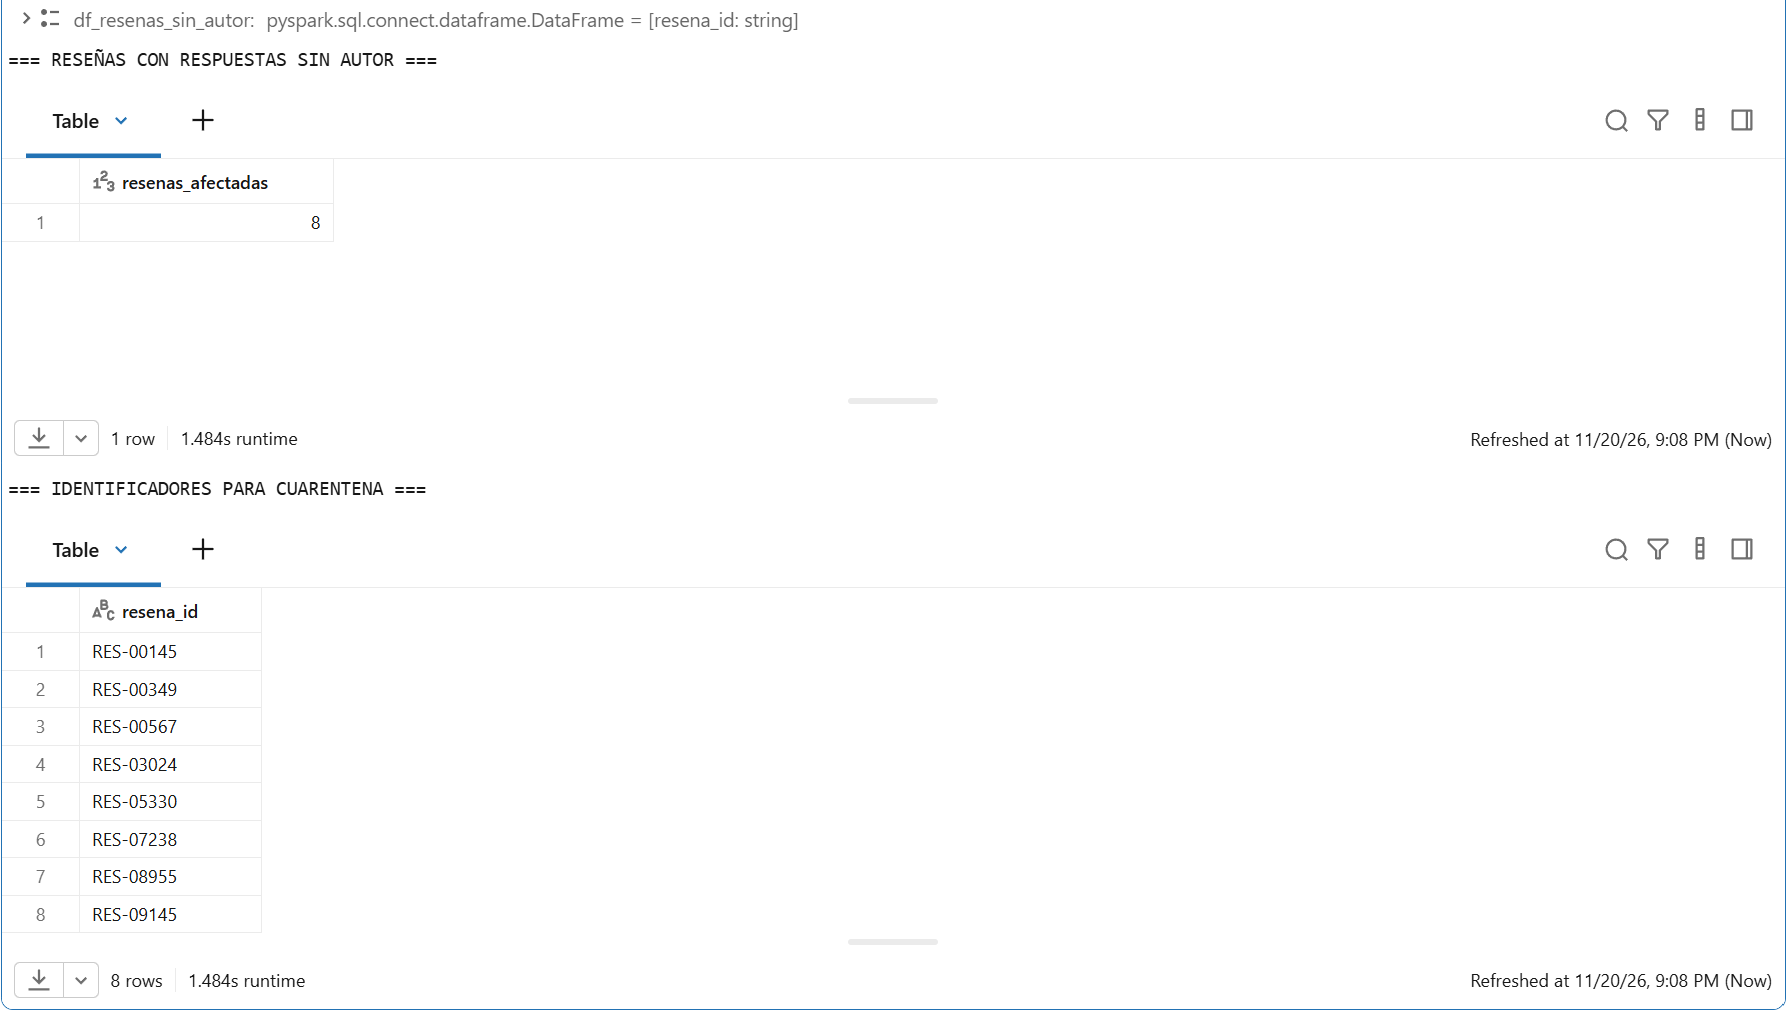 df_resenas_sin_autor: pyspark.sql.connect.dataframe.DataFrame = [resena_id: string]
=== RESEÑAS CON RESPUESTAS SIN AUTOR ===
Table
123 resenas_afectadas
1 8
1 row 1.484s runtime Refreshed at 11/20/26, 9:08 PM (Now)
=== IDENTIFICADORES PARA CUARENTENA ===
Table
ABC resena_id
1 RES-00145
2 RES-00349
3 RES-00567
4 RES-03024
5 RES-05330
6 RES-07238
7 RES-08955
8 RES-09145
8 rows 1.484s runtime Refreshed at 11/20/26, 9:08 PM (Now)